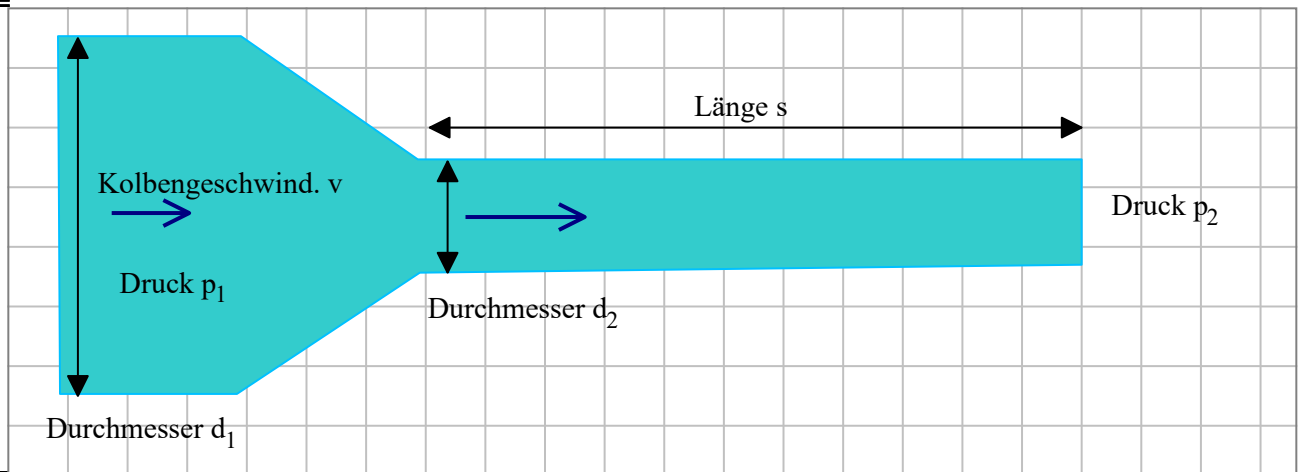 Länge s
Kolbengeschwind. v
Druck p2
Druck p1
Durchmesser d2
Durchmesser d1